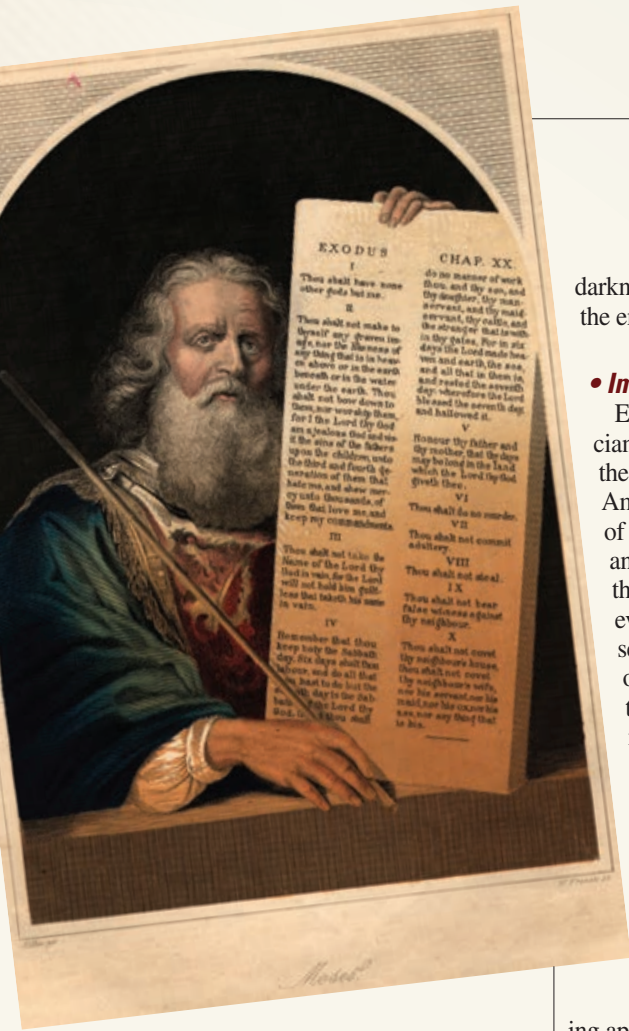 EXODUS
I
Thou shalt have none
other gods but me.
II
Thou shalt not make to
thyself any graven im-
age, nor the likeness of
any thing that is in heav-
en above or in the earth
beneath or in the water
under the earth. Thou
shalt not bow down to
them, nor worship them,
for I the Lord thy God
am a jealous God and vis-
it the sins of the fathers
upon the children, unto
the third and fourth ge-
neration of them that
hate me, and shew mer-
cy unto thousands, of
them that love me, and
keep my commandments.
III
Thou shalt not take the
Name of the Lord thy
God in vain, for the Lord
will not hold him guilt-
less that taketh his name
in vain.
IV
Remember that thou
keep holy the Sabbath
day. Six days shalt thou
labour, and do all that
thou hast to do but the
day is the Sab-
the Lord thy
God. thou shalt
CHAP. XX.
do no manner of work
thou, and thy son, and
thy daughter, thy man-
servant, and thy maid-
servant, thy cattle, and
the stranger that is with-
in thy gates. For in six
days the Lord made hea-
ven and earth, the sea,
and all that in them is,
and rested the seventh
day: wherefore the Lord
blessed the seventh day,
and hallowed it.
V
Honour thy father and
thy mother, that thy days
may be long in the land
which the Lord thy God
giveth thee.
VI
Thou shalt do no murder.
VII
Thou shalt not commit
adultery.
VIII
Thou shalt not steal.
IX
Thou shalt not bear
false witness against
thy neighbour.
X
Thou shalt not covet
thy neighbour's house,
thou shalt not covet
thy neighbour's wife,
nor his servant, nor his
maid, nor his ox, nor his
ass, nor any thing that
is his.
Moses.
darkn
the e
• Im
E
cian
the
An
of
an
th
ev
se
o
t
ing ap